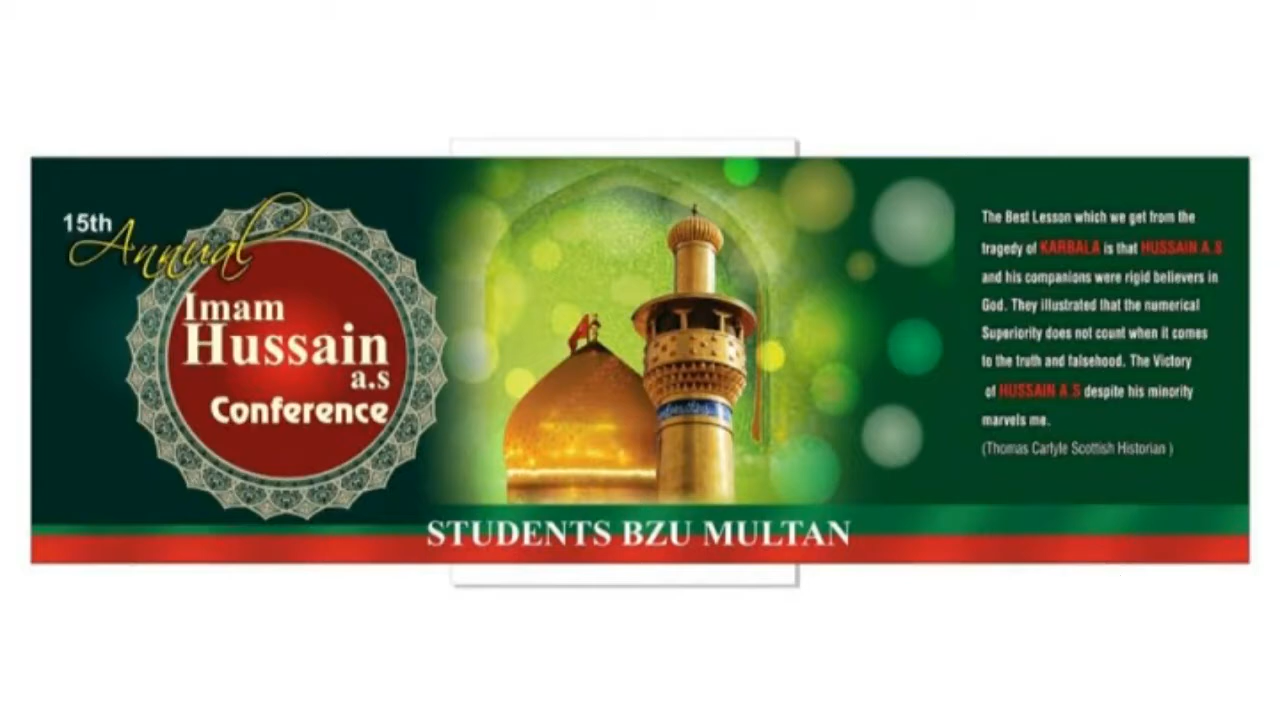 15th
Annual
Imam
Hussain
a.s
Conference
The Best Lesson which we get from the
tragedy of KARBALA is that HUSSAIN A.S
and his companions were rigid believers in
God. They illustrated that the numerical
Superiority does not count when it comes
to the truth and falsehood. The Victory
of HUSSAIN A.S despite his minority
marvels me.
(Thomas Carlyle Scottish Historian )
STUDENTS BZU MULTAN